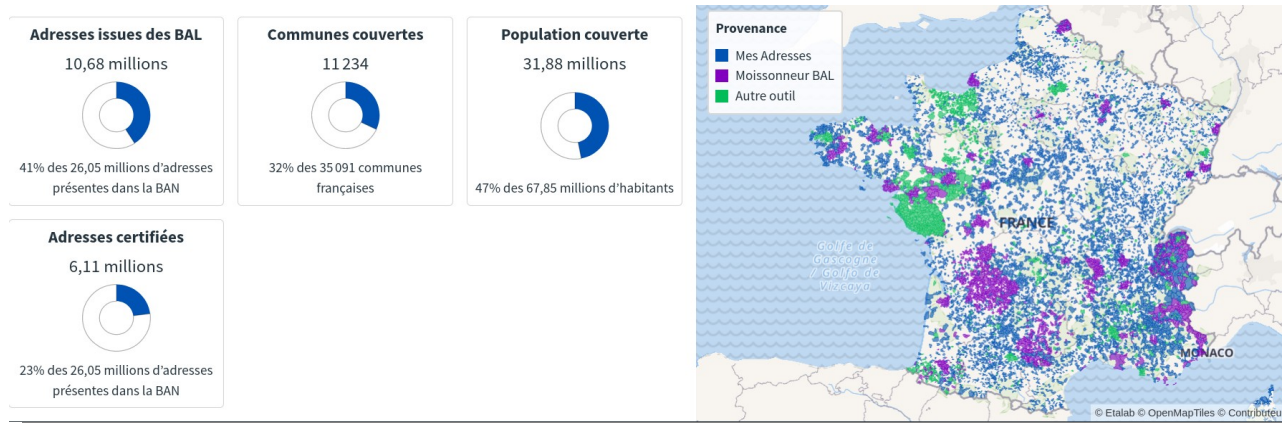 Adresses issues des BAL
10,68 millions
41% des 26,05 millions d’adresses
présentes dans la BAN
Communes couvertes
11 234
32% des 35 091 communes
françaises
Population couverte
31,88 millions
47% des 67,85 millions d’habitants
Adresses certifiées
6,11 millions
23% des 26,05 millions d’adresses
présentes dans la BAN
Provenance
Mes Adresses
Moissonneur BAL
Autre outil
FRANCE
Golfe de
Gascogne
/ Golfo de
Vizcaya
MONACO
© Etalab © OpenMapTiles © Contributeu